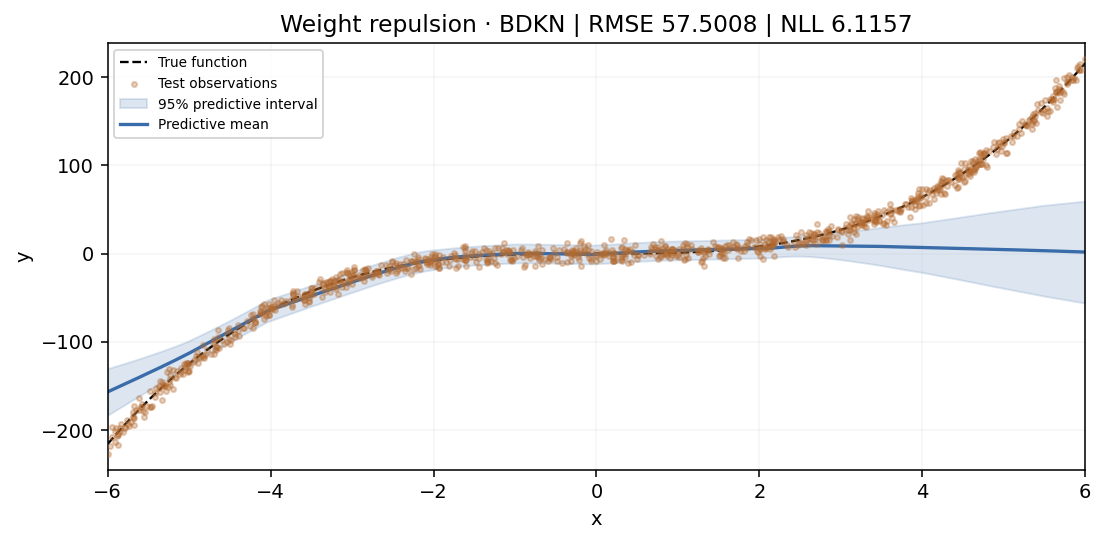 Weight repulsion · BDKN | RMSE 57.5008 | NLL 6.1157
True function
Test observations
95% predictive interval
Predictive mean
200
100
0
−100
−200
y
−6
−4
−2
0
2
4
6
x